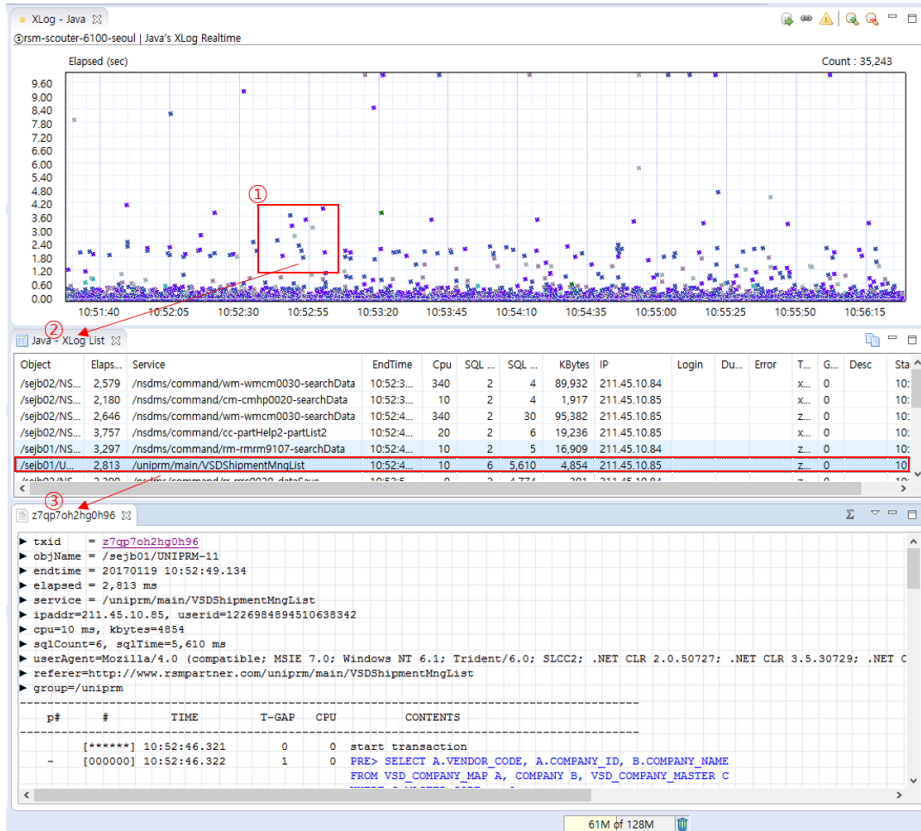 XLog - Java
ⓢrsm-scouter-6100-seoul | Java's XLog Realtime
Elapsed (sec) Count : 35,243
9.60
9.00
8.40
7.80
7.20
6.60
6.00
5.40
4.80
4.20
3.60
3.00
2.40
1.80
1.20
0.60
0.00
①
10:51:40 10:52:05 10:52:30 10:52:55 10:53:20 10:53:45 10:54:10 10:54:35 10:55:00 10:55:25 10:55:50 10:56:15
②
Java - XLog List
Object Elaps... Service EndTime Cpu SQL ... SQL ... KBytes IP Login Du... Error T... G... Desc Sta
/sejb02/NS... 2,579 /nsdms/command/wm-wmcm0030-searchData 10:52:3... 340 2 4 89,932 211.45.10.84 x... 0 10:
/sejb02/NS... 2,180 /nsdms/command/cm-cmhp0020-searchData 10:52:3... 10 2 4 1,917 211.45.10.85 x... 0 10:
/sejb02/NS... 2,646 /nsdms/command/wm-wmcm0030-searchData 10:52:4... 340 2 30 95,382 211.45.10.85 z... 0 10:
/sejb02/NS... 3,757 /nsdms/command/cc-partHelp2-partList2 10:52:4... 20 2 6 19,236 211.45.10.85 x... 0 10:
/sejb01/NS... 3,297 /nsdms/command/rm-rmrm9107-searchData 10:52:4... 10 2 5 16,909 211.45.10.84 z... 0 10:
/sejb01/U... 2,813 /uniprm/main/VSDShipmentMngList 10:52:4... 10 6 5,610 4,854 211.45.10.85 z... 0 10:
③
z7qp7oh2hg0h96
► txid = z7qp7oh2hg0h96
► objName = /sejb01/UNIPRM-11
► endtime = 20170119 10:52:49.134
► elapsed = 2,813 ms
► service = /uniprm/main/VSDShipmentMngList
► ipaddr=211.45.10.85, userid=1226984894510638342
► cpu=10 ms, kbytes=4854
► sqlCount=6, sqlTime=5,610 ms
► userAgent=Mozilla/4.0 (compatible; MSIE 7.0; Windows NT 6.1; Trident/6.0; SLCC2; .NET CLR 2.0.50727; .NET CLR 3.5.30729; .NET C
► referer=http://www.rsmpartner.com/uniprm/main/VSDShipmentMngList
► group=/uniprm
p# # TIME T-GAP CPU CONTENTS
[******] 10:52:46.321 0 0 start transaction
- [000000] 10:52:46.322 1 0 PRE> SELECT A.VENDOR_CODE, A.COMPANY_ID, B.COMPANY_NAME
FROM VSD_COMPANY_MAP A, COMPANY B, VSD_COMPANY_MASTER C
61M of 128M